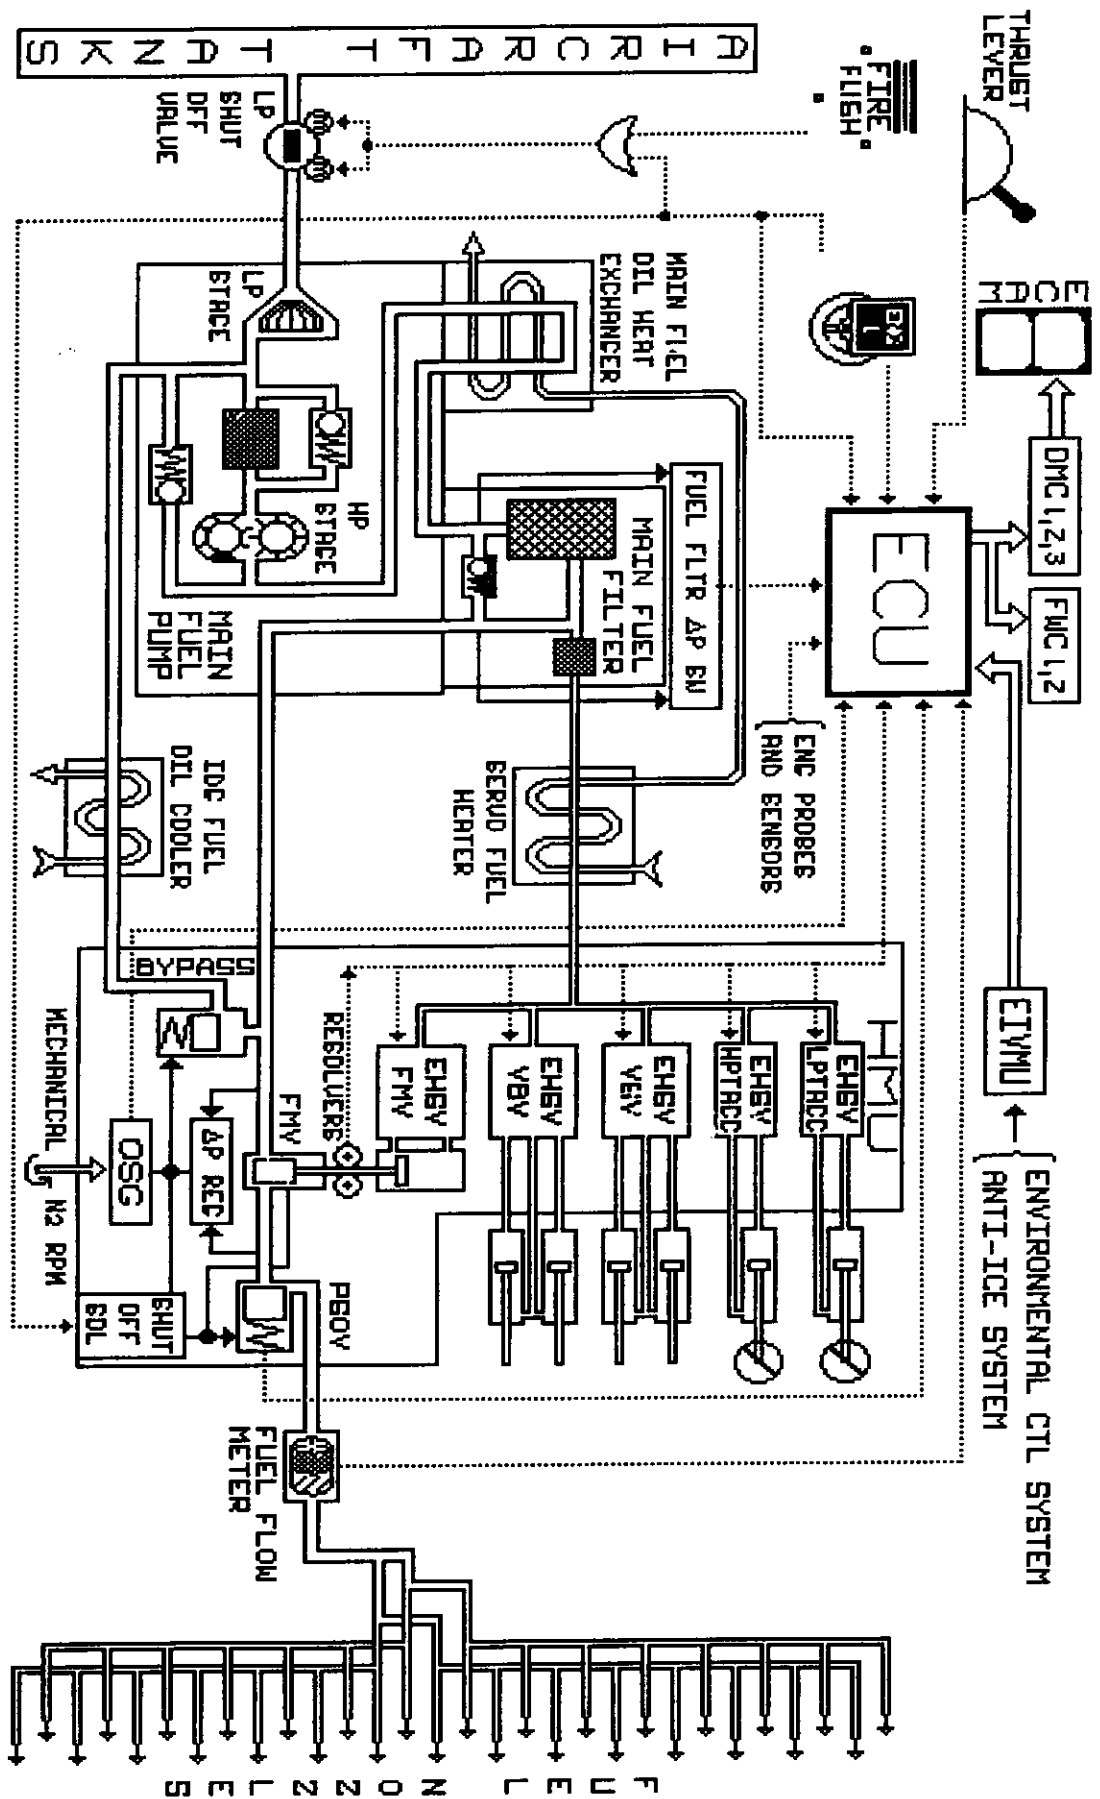 THRUST
LEVER
FIRE
FLIGH
ECAM
DMC 1,2,3
FWC 1,2
EIVMU
ENVIRONMENTAL CTL SYSTEM
ANTI-ICE SYSTEM
ECU
ENG PROBES
AND SENSORS
FUEL FLTR ΔP SW
MAIN FUEL
OIL HEAT
EXCHANGER
MAIN FUEL
FILTER
SERVO FUEL
HEATER
HMU
EHSV
LPTACC
EHSV
HPTACC
EHSV
VSV
EHSV
VBV
EHSV
FMV
RESOLVERS
AIRCRAFT TANKS
LP
SHUT
OFF
VALVE
LP
STAGE
HP
STAGE
MAIN
FUEL
PUMP
IDG FUEL
OIL COOLER
BYPASS
FMV
ΔP REG
OSG
MECHANICAL N2 RPM
SHUT
OFF
SOL
PSOV
FUEL FLOW
METER
FUEL NOZZLES